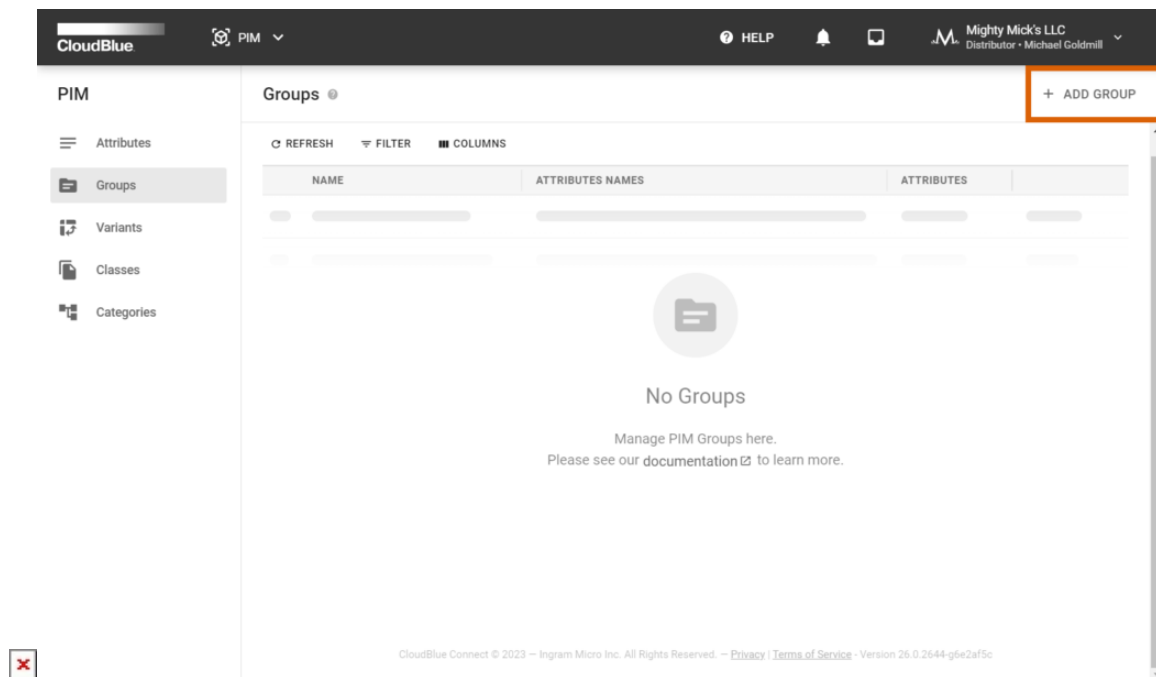 CloudBlue PIM HELP Mighty Mick's LLC
Distributor • Michael Goldmill
PIM
Groups
+ ADD GROUP
Attributes
Groups
Variants
Classes
Categories
REFRESH FILTER COLUMNS
NAME ATTRIBUTES NAMES ATTRIBUTES
No Groups
Manage PIM Groups here.
Please see our documentation to learn more.
CloudBlue Connect © 2023 — Ingram Micro Inc. All Rights Reserved. — Privacy | Terms of Service - Version 26.0.2644-g6e2af5c